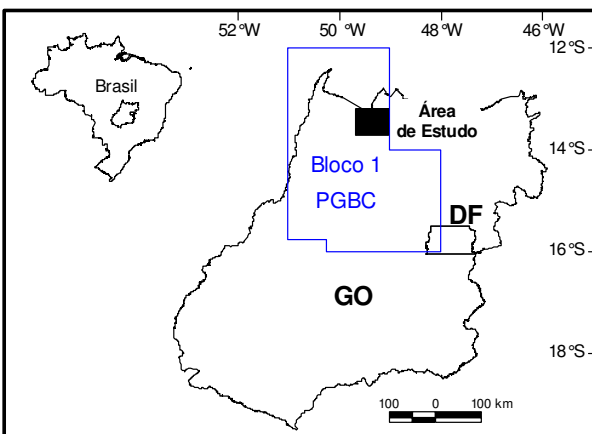 52°W 50°W 48°W 46°W
12°S
Brasil
Área
de Estudo
14°S
Bloco 1
PGBC
DF
16°S
GO
18°S
100 0 100 km